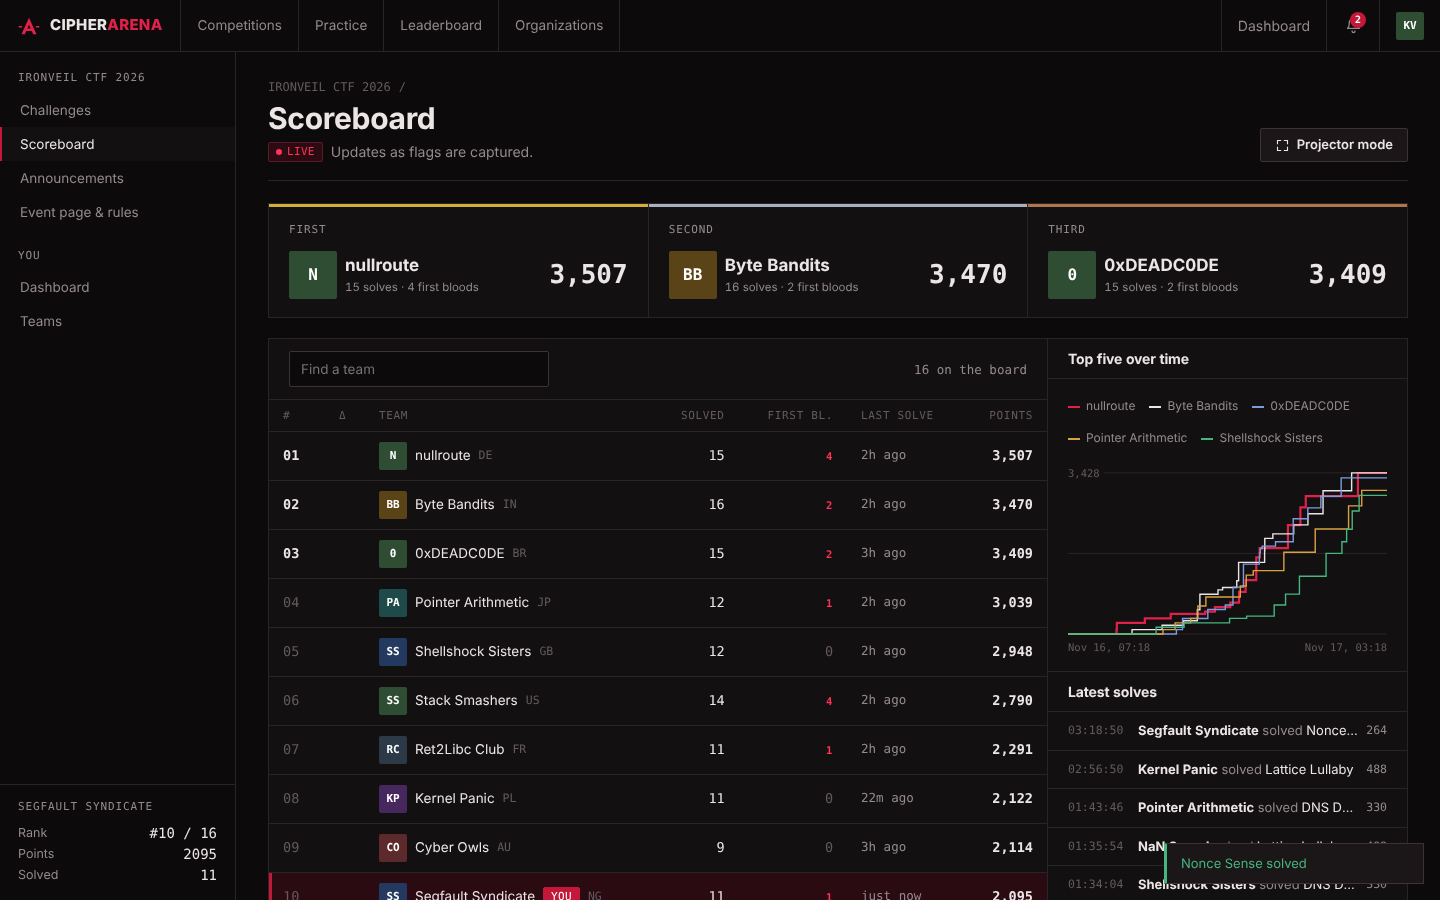 CIPHERARENA Competitions Practice Leaderboard Organizations Dashboard 2 KV
IRONVEIL CTF 2026
Challenges
Scoreboard
Announcements
Event page & rules
YOU
Dashboard
Teams
SEGFAULT SYNDICATE
Rank #10 / 16
Points 2095
Solved 11
IRONVEIL CTF 2026 /
Scoreboard
LIVE Updates as flags are captured.
Projector mode
FIRST
N nullroute 3,507
15 solves · 4 first bloods
SECOND
BB Byte Bandits 3,470
16 solves · 2 first bloods
THIRD
0 0xDEADC0DE 3,409
15 solves · 2 first bloods
Find a team 16 on the board
# Δ TEAM SOLVED FIRST BL. LAST SOLVE POINTS
01 N nullroute DE 15 4 2h ago 3,507
02 BB Byte Bandits IN 16 2 2h ago 3,470
03 0 0xDEADC0DE BR 15 2 3h ago 3,409
04 PA Pointer Arithmetic JP 12 1 2h ago 3,039
05 SS Shellshock Sisters GB 12 0 2h ago 2,948
06 SS Stack Smashers US 14 4 2h ago 2,790
07 RC Ret2Libc Club FR 11 1 2h ago 2,291
08 KP Kernel Panic PL 11 0 22m ago 2,122
09 CO Cyber Owls AU 9 0 3h ago 2,114
10 SS Segfault Syndicate YOU NG 11 1 just now 2,095
Top five over time
nullroute Byte Bandits 0xDEADC0DE
Pointer Arithmetic Shellshock Sisters
3,428
Nov 16, 07:18 Nov 17, 03:18
Latest solves
03:18:50 Segfault Syndicate solved Nonce... 264
02:56:50 Kernel Panic solved Lattice Lullaby 488
01:43:46 Pointer Arithmetic solved DNS D... 330
01:35:54 NaN
Nonce Sense solved
01:34:04 Shellshock Sisters solved DNS D... 330